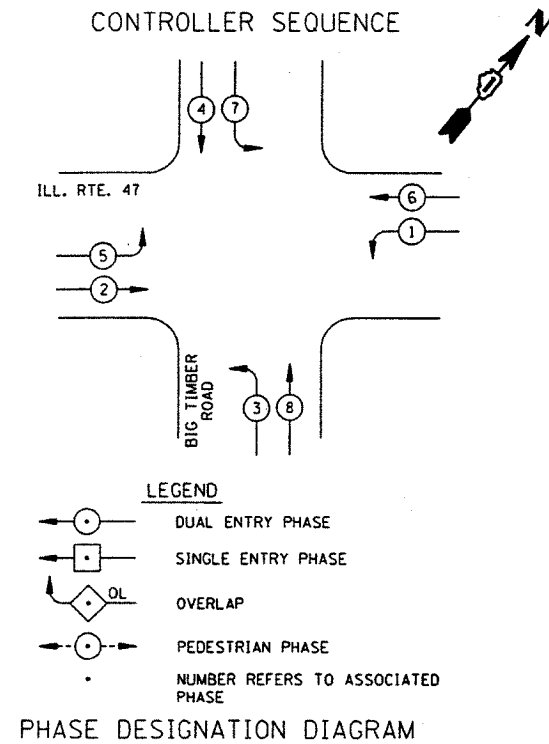 CONTROLLER SEQUENCE
N
4
7
ILL. RTE. 47
6
1
5
2
BIG TIMBER
ROAD
3
8
LEGEND
DUAL ENTRY PHASE
SINGLE ENTRY PHASE
OL
OVERLAP
PEDESTRIAN PHASE
NUMBER REFERS TO ASSOCIATED
PHASE
PHASE DESIGNATION DIAGRAM